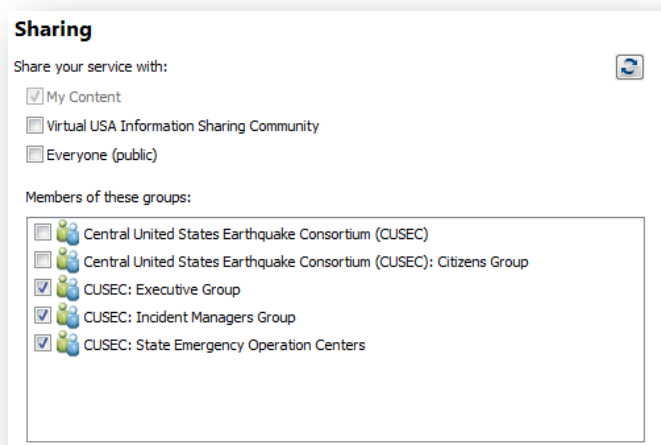 Sharing
Share your service with:
My Content
Virtual USA Information Sharing Community
Everyone (public)
Members of these groups:
Central United States Earthquake Consortium (CUSEC)
Central United States Earthquake Consortium (CUSEC): Citizens Group
CUSEC: Executive Group
CUSEC: Incident Managers Group
CUSEC: State Emergency Operation Centers